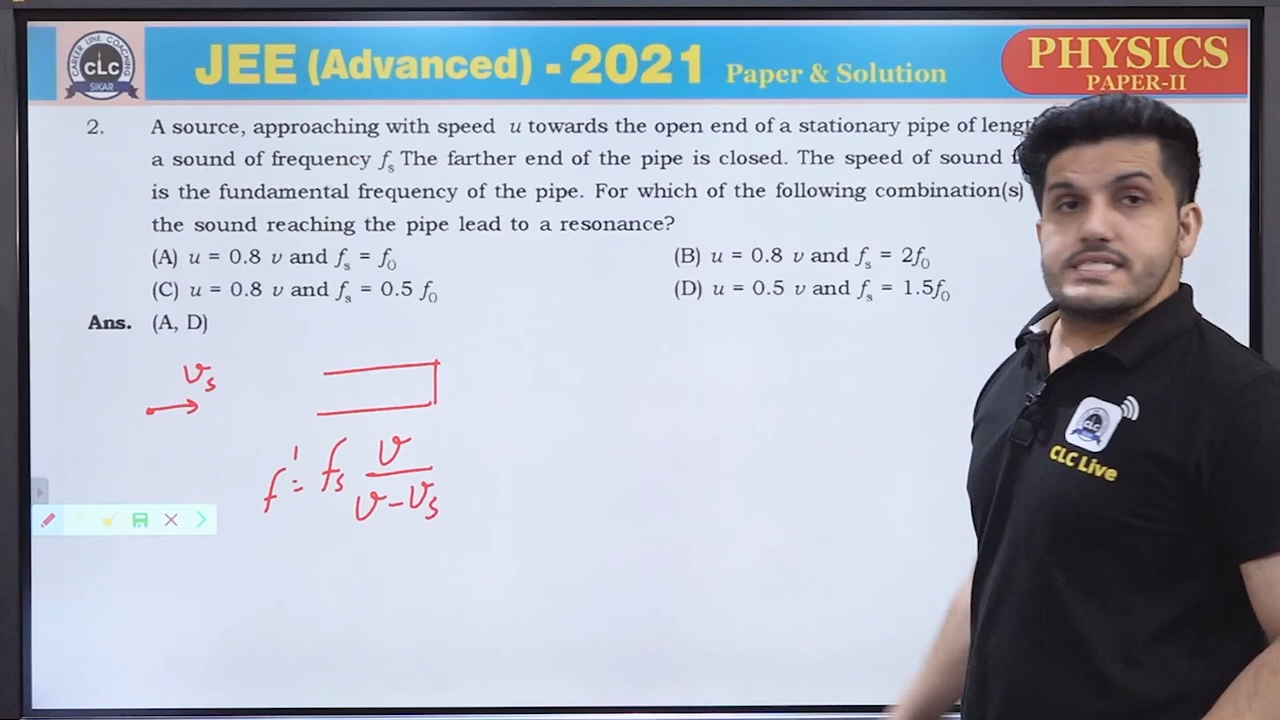 CAREER LINE COACHING
CLC
SIKAR
JEE (Advanced) - 2021 Paper & Solution
PHYSICS
PAPER-II
2. A source, approaching with speed u towards the open end of a stationary pipe of
a sound of frequency fs The farther end of the pipe is closed. The speed of sound
is the fundamental frequency of the pipe. For which of the following combination(s)
the sound reaching the pipe lead to a resonance?
(A) u = 0.8 v and fs = f0 (B) u = 0.8 v and fs = 2f0
(C) u = 0.8 v and fs = 0.5 f0 (D) u = 0.5 v and fs = 1.5f0
Ans. (A, D)
vs
f' = fs v / v - vs
CLC
CLC Live